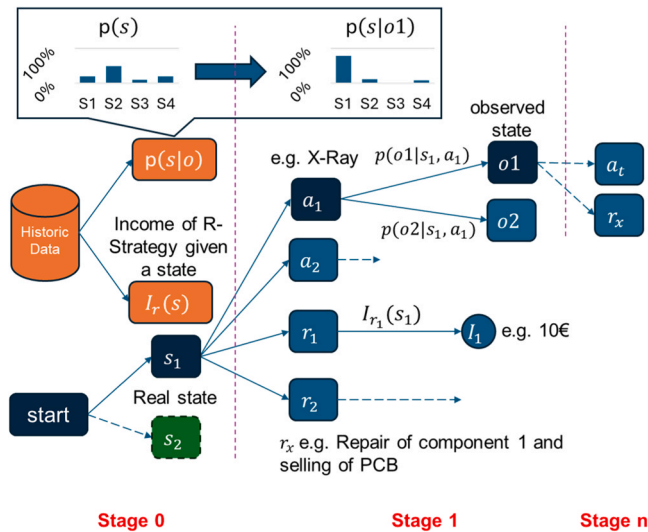 p(s)
p(s|o1)
100%
0%
S1 S2 S3 S4
100%
0%
S1 S2 S3 S4
observed
state
p(s|o)
e.g. X-Ray
p(o1|s₁, a₁)
o1
aₜ
Historic
Data
Income of R-
Strategy given
a state
a₁
p(o2|s₁, a₁)
o2
rₓ
a₂
Iᵣ(s)
r₁
Iᵣ₁(s₁)
I₁
e.g. 10€
s₁
start
Real state
r₂
s₂
rₓ e.g. Repair of component 1 and
selling of PCB
Stage 0
Stage 1
Stage n